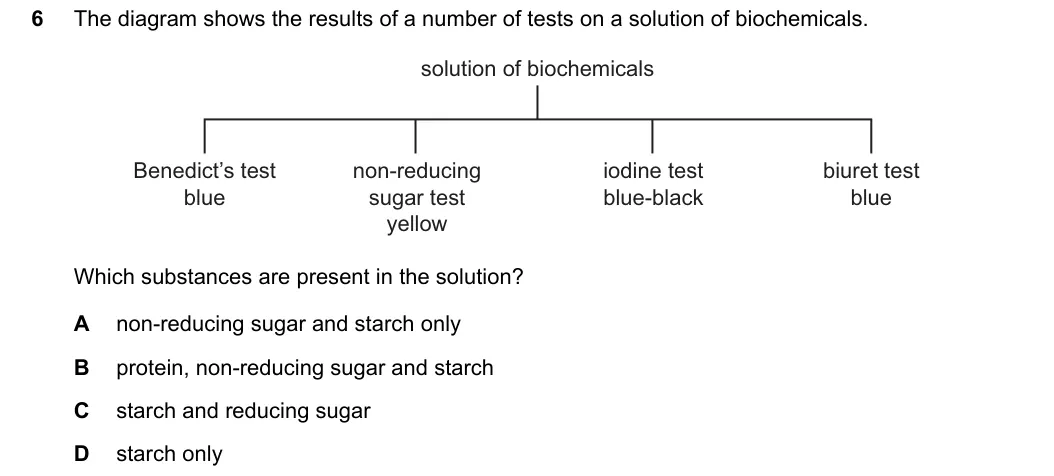 6 The diagram shows the results of a number of tests on a solution of biochemicals.
solution of biochemicals
Benedict's test
blue
non-reducing
sugar test
yellow
iodine test
blue-black
biuret test
blue
Which substances are present in the solution?
A non-reducing sugar and starch only
B protein, non-reducing sugar and starch
C starch and reducing sugar
D starch only